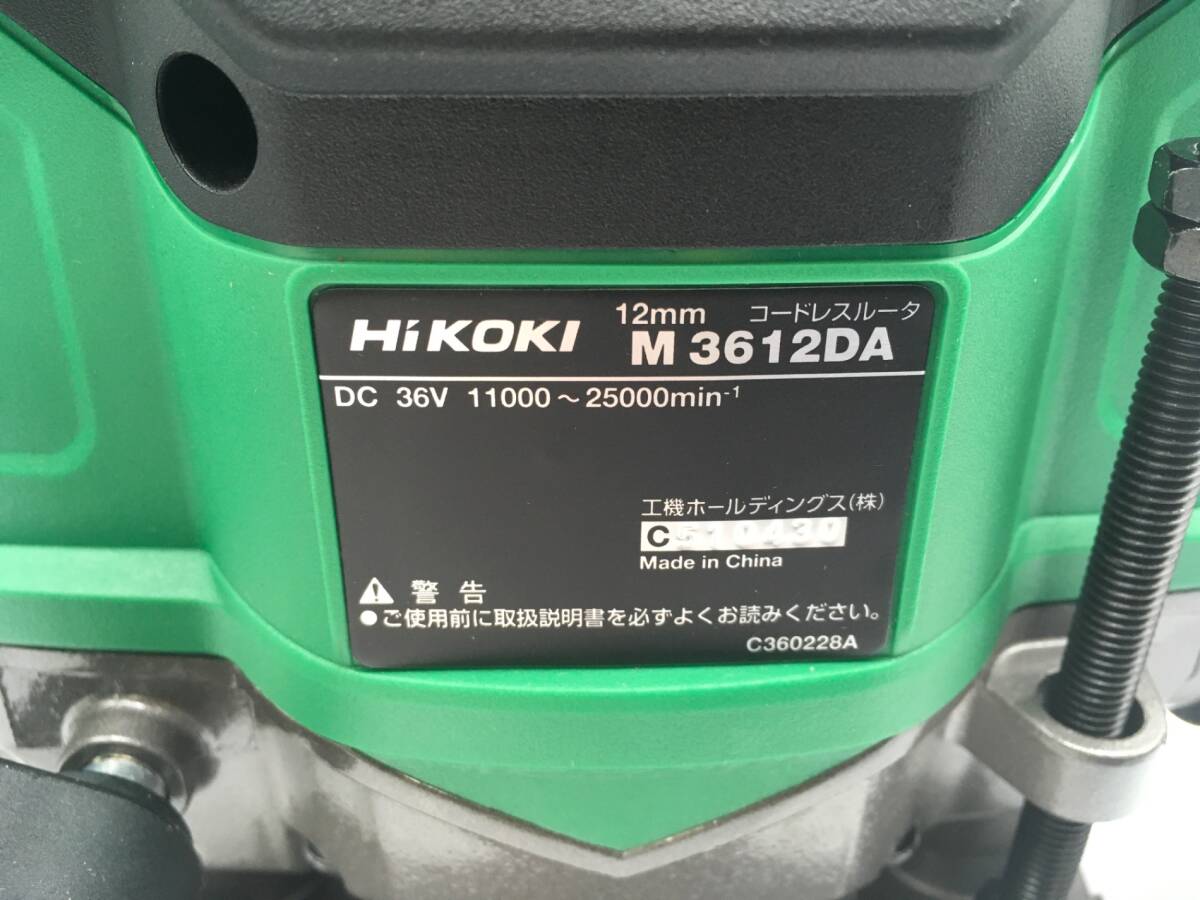 HiKOKI
12mm コードレスルータ
M 3612DA
DC 36V 11000～25000min⁻¹
工機ホールディングス(株)
C
Made in China
⚠ 警告
●ご使用前に取扱説明書を必ずよくお読みください。
C360228A